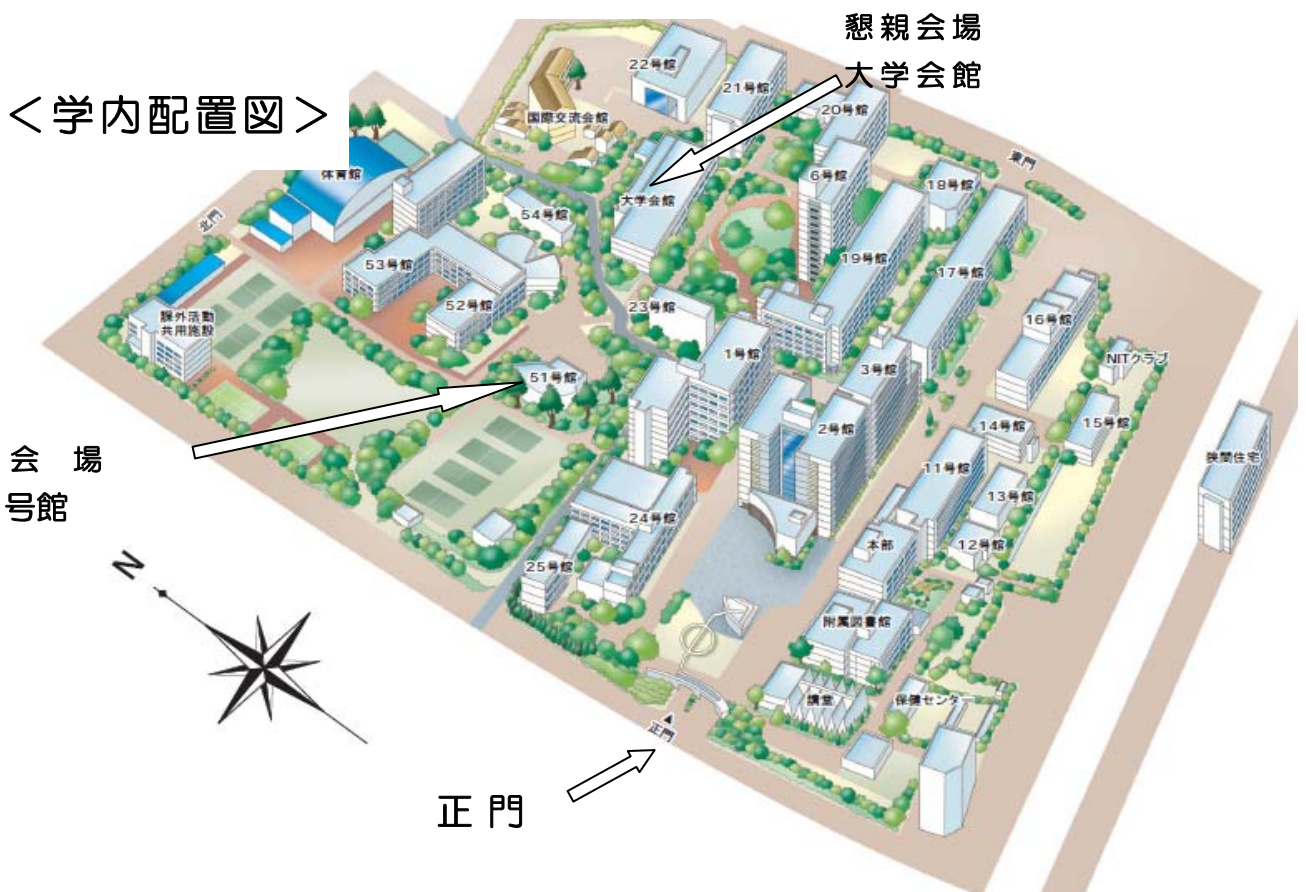 懇親会場
大学会館
＜学内配置図＞
22号館
21号館
20号館
国際交流会館
東門
体育館
6号館
18号館
大学会館
54号館
北門
53号館
19号館
17号館
52号館
23号館
課外活動
共用施設
16号館
1号館
NITクラブ
3号館
51号館
15号館
2号館
14号館
会　場
号館
11号館
狭間住宅
13号館
24号館
本部
12号館
25号館
N
附属図書館
講堂
保健センター
▲
正門
正門